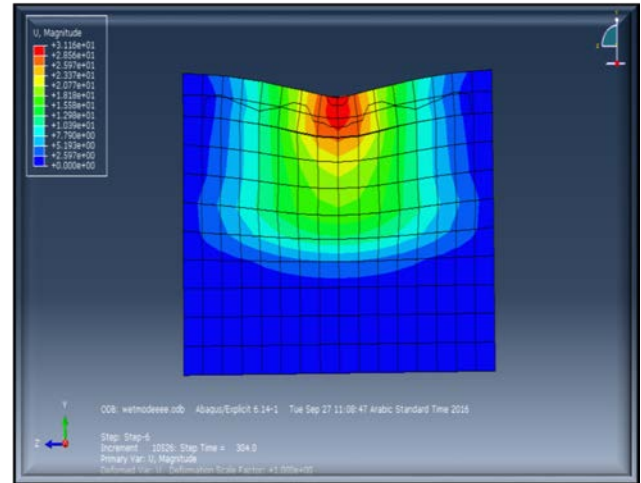 U, Magnitude
+3.116e+01
+2.856e+01
+2.597e+01
+2.337e+01
+2.077e+01
+1.818e+01
+1.558e+01
+1.298e+01
+1.039e+01
+7.790e+00
+5.193e+00
+2.597e+00
+0.000e+00
Y
Z
ODB: wetmodeeee.odb Abaqus/Explicit 6.14-1 Tue Sep 27 11:08:47 Arabic Standard Time 2016
Step: Step-6
Increment 10526: Step Time = 304.0
Primary Var: U, Magnitude
Deformed Var: U Deformation Scale Factor: +1.000e+00